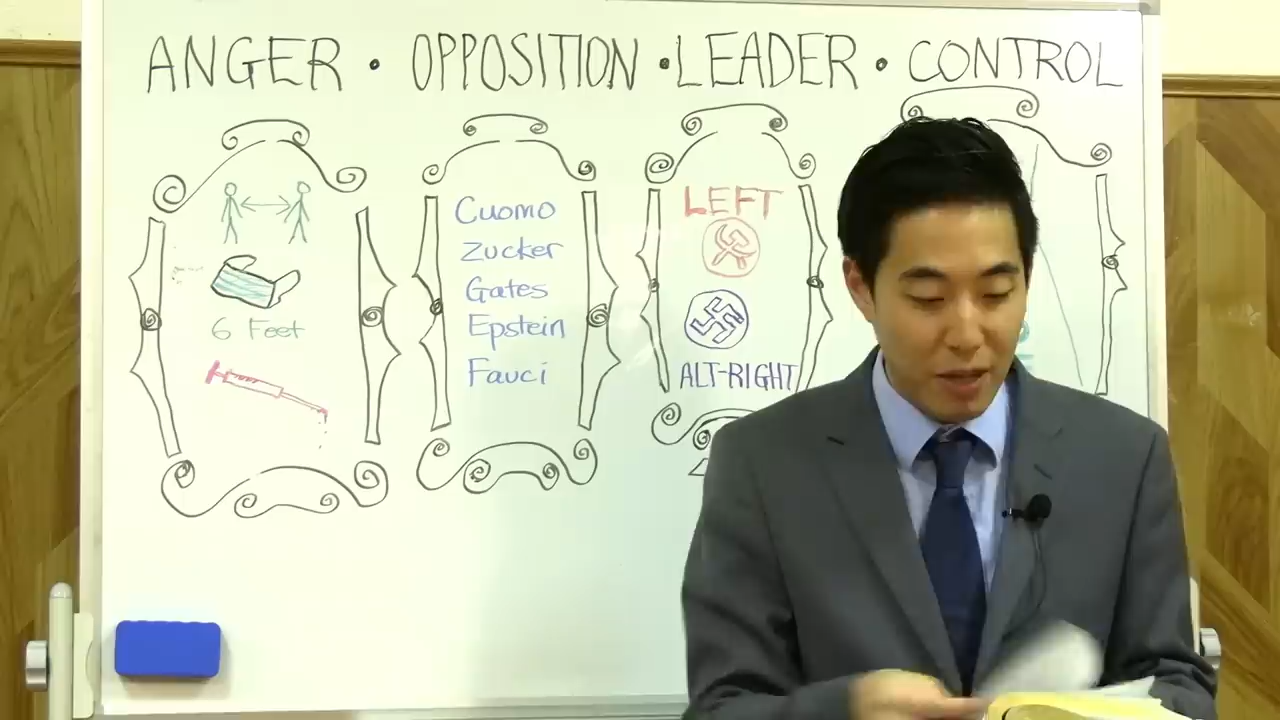 ANGER • OPPOSITION • LEADER • CONTROL
6 Feet
Cuomo
Zucker
Gates
Epstein
Fauci
LEFT
ALT-RIGHT